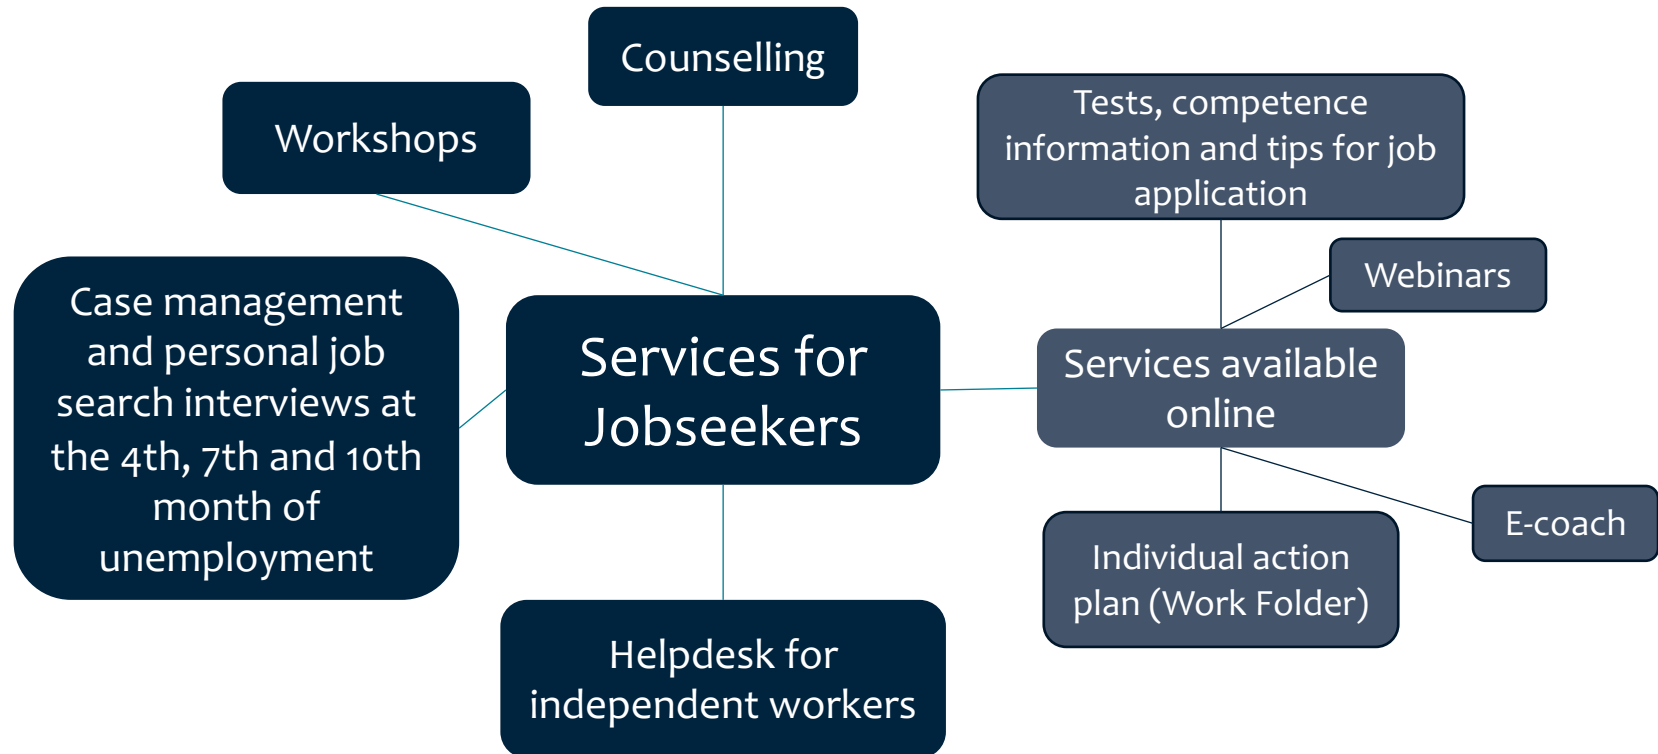 Counselling
Workshops
Tests, competence
information and tips for job
application
Webinars
Case management
and personal job
search interviews at
the 4th, 7th and 10th
month of
unemployment
Services for
Jobseekers
Services available
online
E-coach
Individual action
plan (Work Folder)
Helpdesk for
independent workers